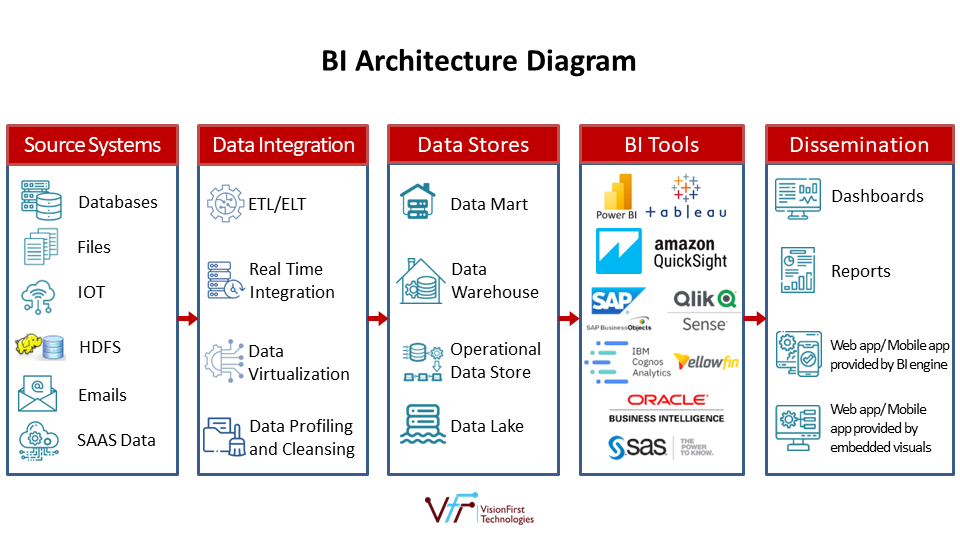 BI Architecture Diagram
Source Systems
Databases
Files
IOT
HDFS
Emails
SAAS Data
Data Integration
ETL/ELT
Real Time
Integration
Data
Virtualization
Data Profiling
and Cleansing
Data Stores
Data Mart
Data
Warehouse
Operational
Data Store
Data Lake
BI Tools
Power BI
+ableau
amazon
QuickSight
SAP
SAP BusinessObjects
Qlik
Sense
IBM
Cognos
Analytics
yellowfin
ORACLE
BUSINESS INTELLIGENCE
sas
THE
POWER
TO KNOW.
Dissemination
Dashboards
Reports
Web app/ Mobile app
provided by BI engine
Web app/ Mobile
app provided by
embedded visuals
VFT
VisionFirst
Technologies